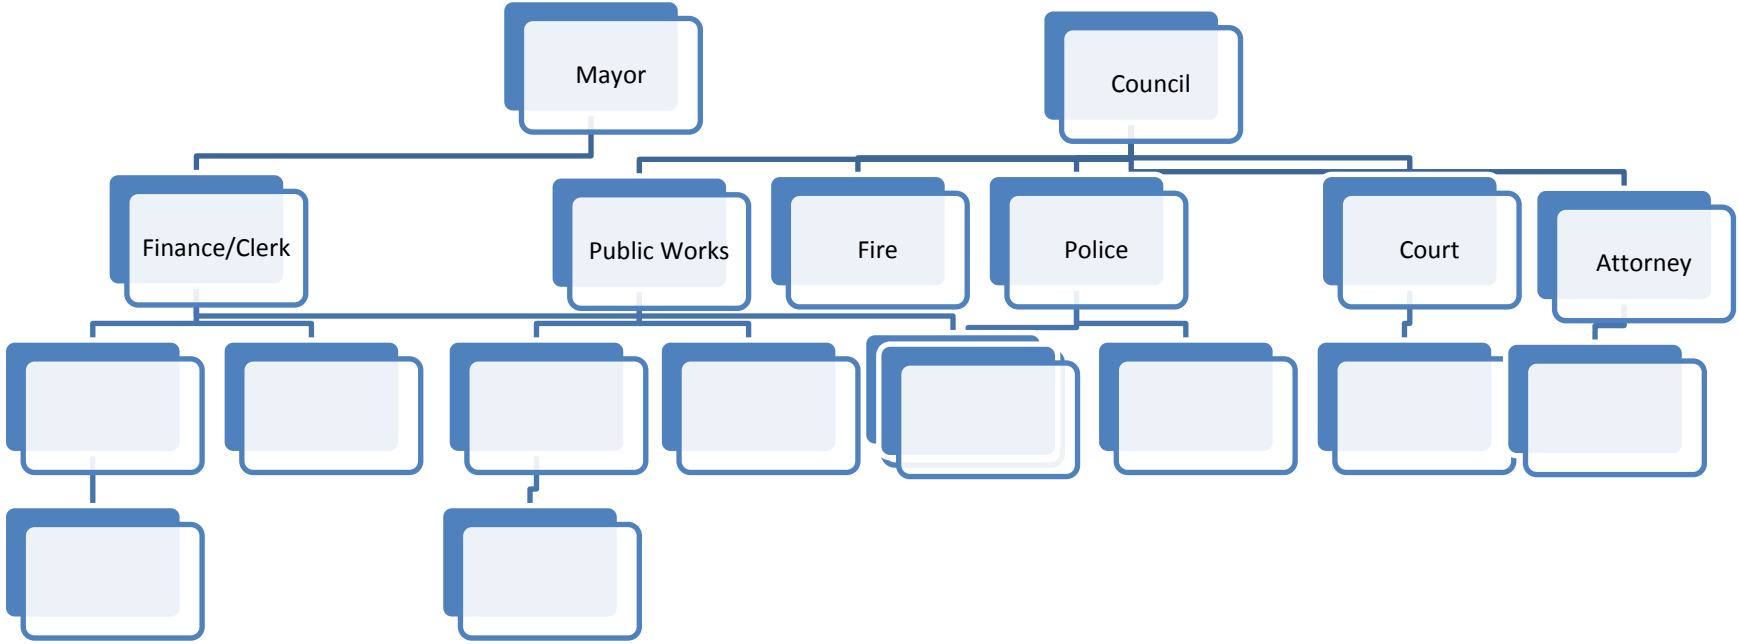 Mayor
Council
Finance/Clerk
Public Works
Fire
Police
Court
Attorney